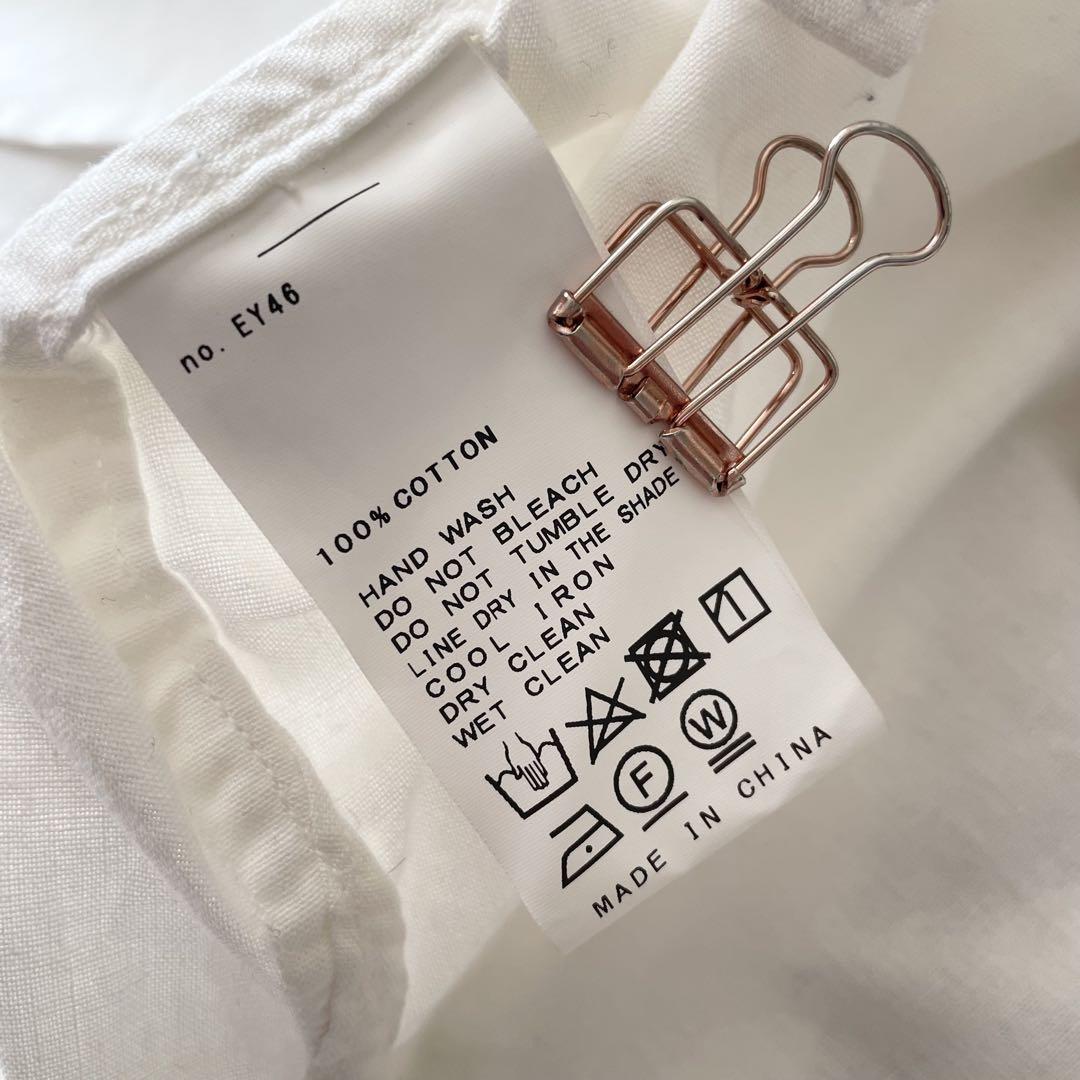 no. EY46
100% COTTON
HAND WASH
DO NOT BLEACH
DO NOT TUMBLE DRY
LINE DRY IN THE SHADE
COOL IRON
DRY CLEAN
WET CLEAN
F
W
MADE IN CHINA